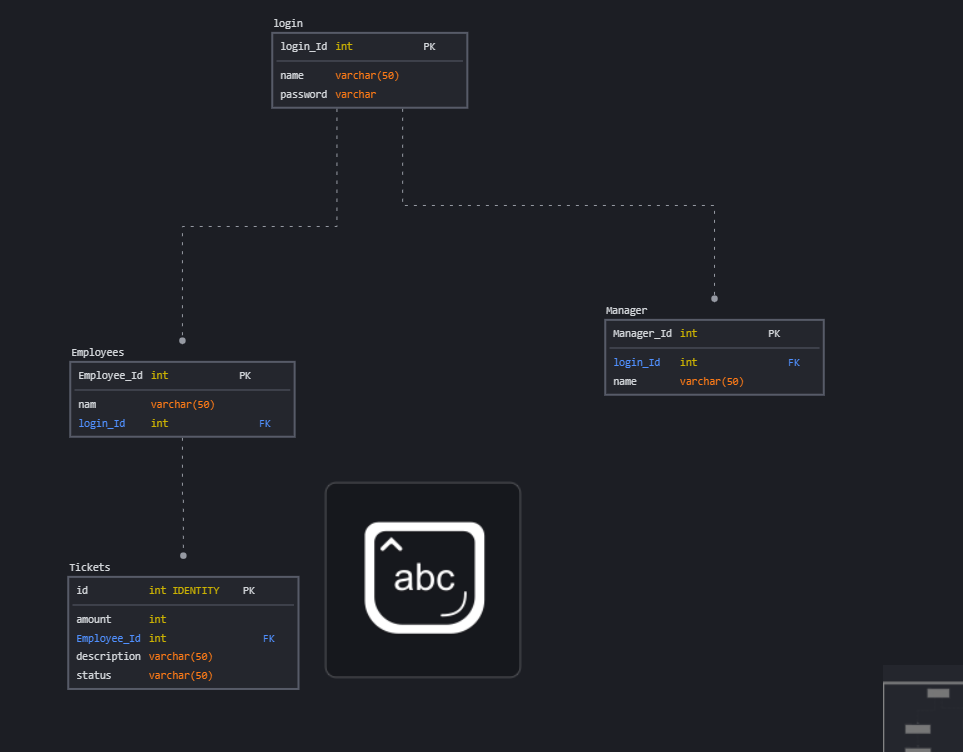 login
login_Id int PK
name varchar(50)
password varchar
Manager
Manager_Id int PK
login_Id int FK
name varchar(50)
Employees
Employee_Id int PK
nam varchar(50)
login_Id int FK
Tickets
id int IDENTITY PK
amount int
Employee_Id int FK
description varchar(50)
status varchar(50)
abc